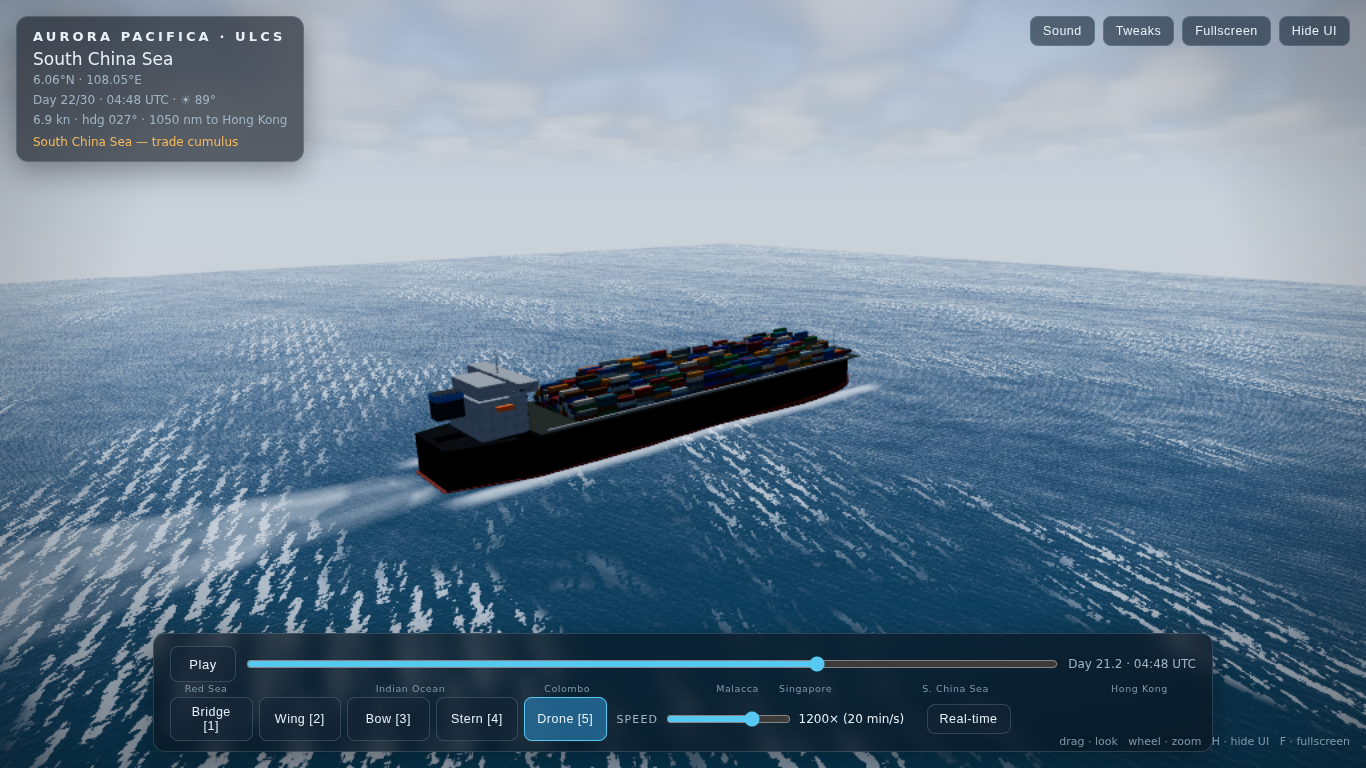 AURORA PACIFICA · ULCS
South China Sea
6.06°N · 108.05°E
Day 22/30 · 04:48 UTC · ☀ 89°
6.9 kn · hdg 027° · 1050 nm to Hong Kong
South China Sea — trade cumulus
Sound Tweaks Fullscreen Hide UI
Play Day 21.2 · 04:48 UTC
Red Sea Indian Ocean Colombo Malacca Singapore S. China Sea Hong Kong
Bridge [1] Wing [2] Bow [3] Stern [4] Drone [5] SPEED 1200× (20 min/s) Real-time
drag · look wheel · zoom H · hide UI F · fullscreen